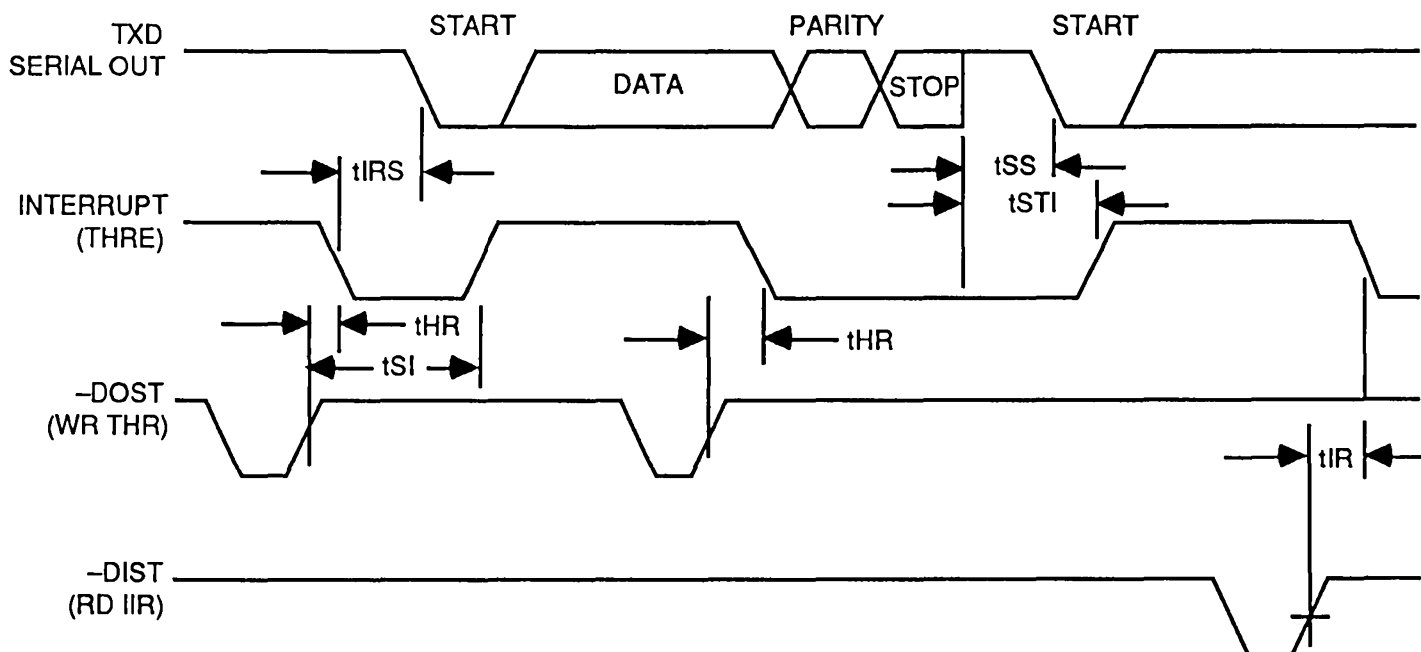 TXD
SERIAL OUT
START
PARITY
START
DATA
STOP
tIRS
tSS
tSTI
INTERRUPT
(THRE)
tHR
tHR
tSI
–DOST
(WR THR)
tIR
–DIST
(RD IIR)